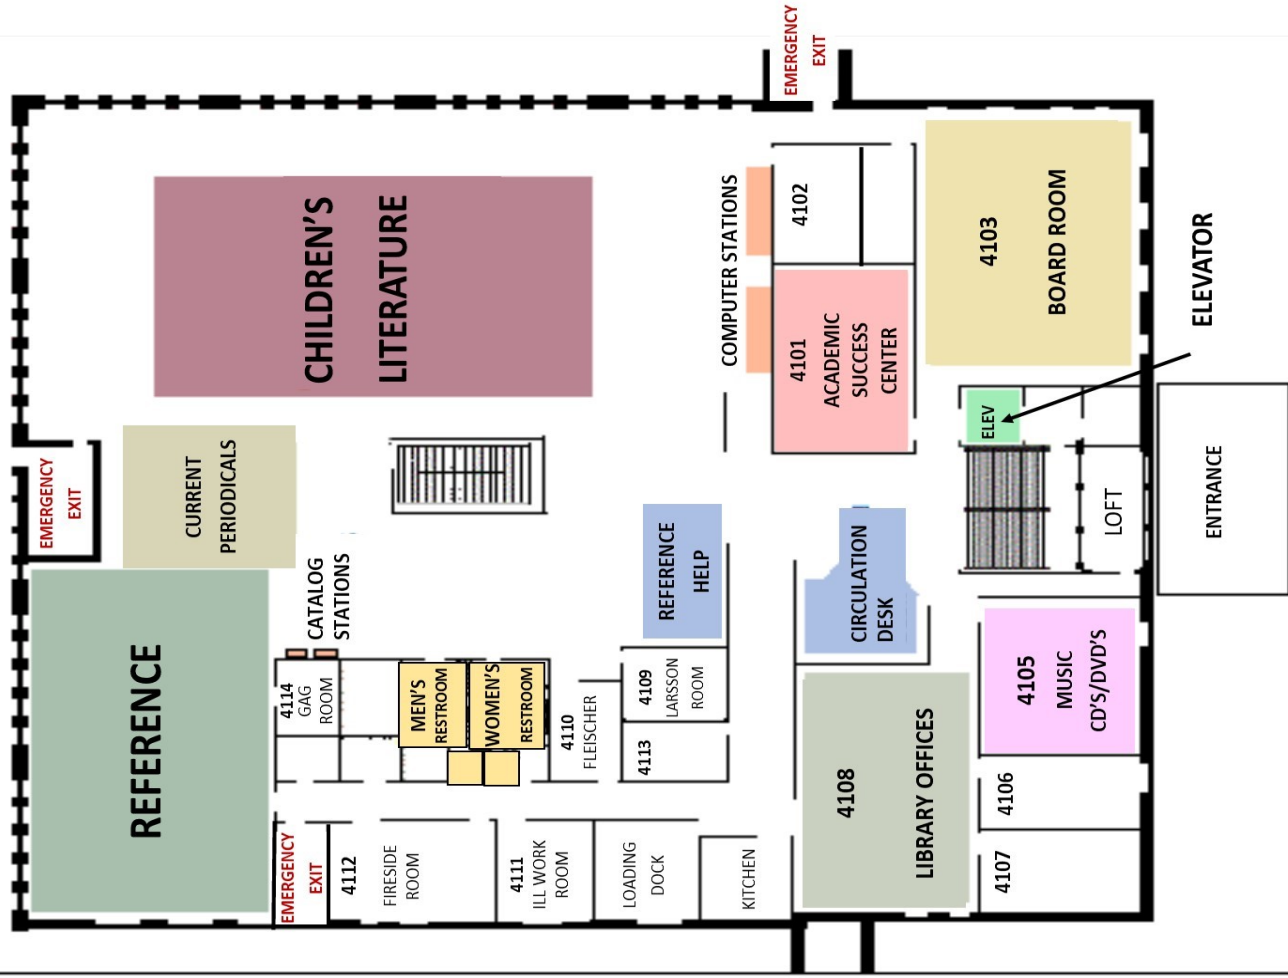 EMERGENCY
EXIT
CHILDREN'S
LITERATURE
COMPUTER STATIONS
4102
4103
BOARD ROOM
ELEVATOR
4101
ACADEMIC
SUCCESS
CENTER
ELEV
EMERGENCY
EXIT
CURRENT
PERIODICALS
CATALOG
STATIONS
REFERENCE
HELP
CIRCULATION
DESK
LOFT
ENTRANCE
REFERENCE
4114
GAG
ROOM
MEN'S
RESTROOM
WOMEN'S
RESTROOM
4110
FLEISCHER
4109
LARSSON
ROOM
4113
4105
MUSIC
CD'S/DVD'S
4108
LIBRARY OFFICES
4106
4107
EMERGENCY
EXIT
4112
FIRESIDE
ROOM
4111
ILL WORK
ROOM
LOADING
DOCK
KITCHEN